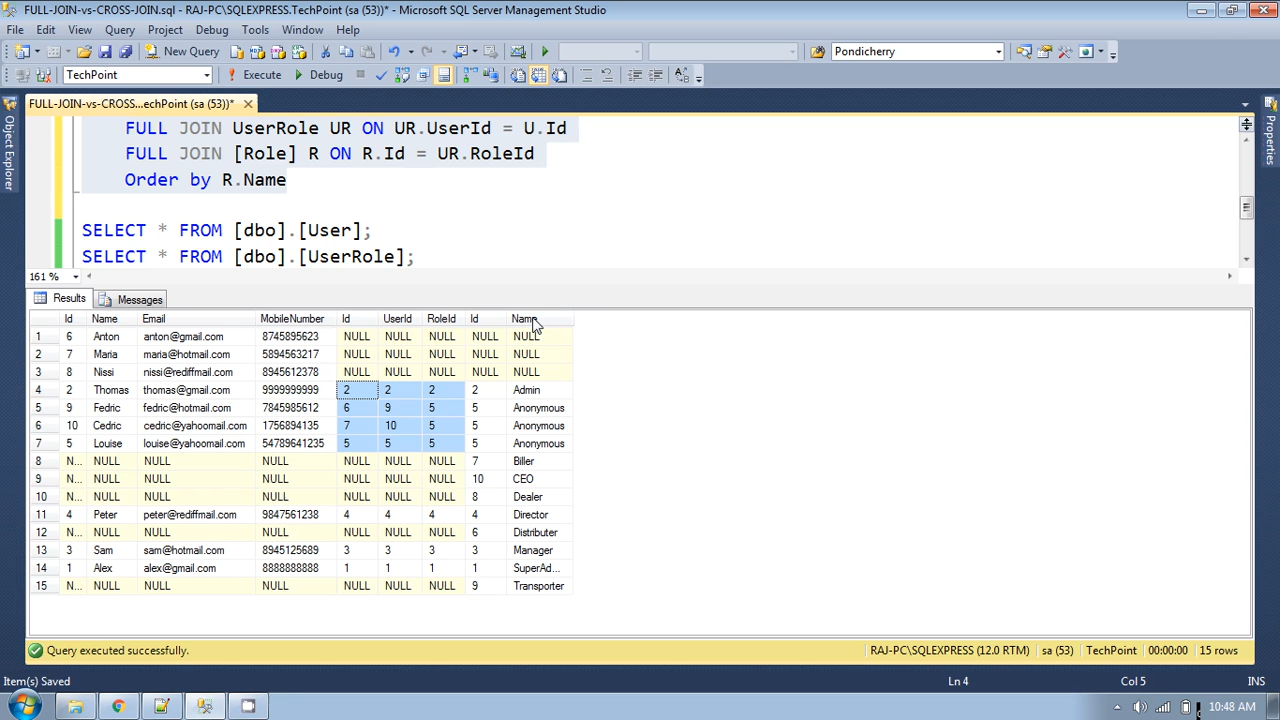 FULL-JOIN-vs-CROSS-JOIN.sql - RAJ-PC\SQLEXPRESS.TechPoint (sa (53))* - Microsoft SQL Server Management Studio
File Edit View Query Project Debug Tools Window Help
New Query Pondicherry
TechPoint Execute Debug
FULL-JOIN-vs-CROSS...echPoint (sa (53))*
Object Explorer
Properties
FULL JOIN UserRole UR ON UR.UserId = U.Id
FULL JOIN [Role] R ON R.Id = UR.RoleId
Order by R.Name
SELECT * FROM [dbo].[User];
SELECT * FROM [dbo].[UserRole];
161 %
Results Messages
Id Name Email MobileNumber Id UserId RoleId Id Name
1 6 Anton anton@gmail.com 8745895623 NULL NULL NULL NULL NULL
2 7 Maria maria@hotmail.com 5894563217 NULL NULL NULL NULL NULL
3 8 Nissi nissi@rediffmail.com 8945612378 NULL NULL NULL NULL NULL
4 2 Thomas thomas@gmail.com 9999999999 2 2 2 2 Admin
5 9 Fedric fedric@hotmail.com 7845985612 6 9 5 5 Anonymous
6 10 Cedric cedric@yahoomail.com 1756894135 7 10 5 5 Anonymous
7 5 Louise louise@yahoomail.com 54789641235 5 5 5 5 Anonymous
8 N... NULL NULL NULL NULL NULL NULL 7 Biller
9 N... NULL NULL NULL NULL NULL NULL 10 CEO
10 N... NULL NULL NULL NULL NULL NULL 8 Dealer
11 4 Peter peter@rediffmail.com 9847561238 4 4 4 4 Director
12 N... NULL NULL NULL NULL NULL NULL 6 Distributer
13 3 Sam sam@hotmail.com 8945125689 3 3 3 3 Manager
14 1 Alex alex@gmail.com 8888888888 1 1 1 1 SuperAd...
15 N... NULL NULL NULL NULL NULL NULL 9 Transporter
Query executed successfully. RAJ-PC\SQLEXPRESS (12.0 RTM) sa (53) TechPoint 00:00:00 15 rows
Item(s) Saved Ln 4 Col 5 INS
10:48 AM